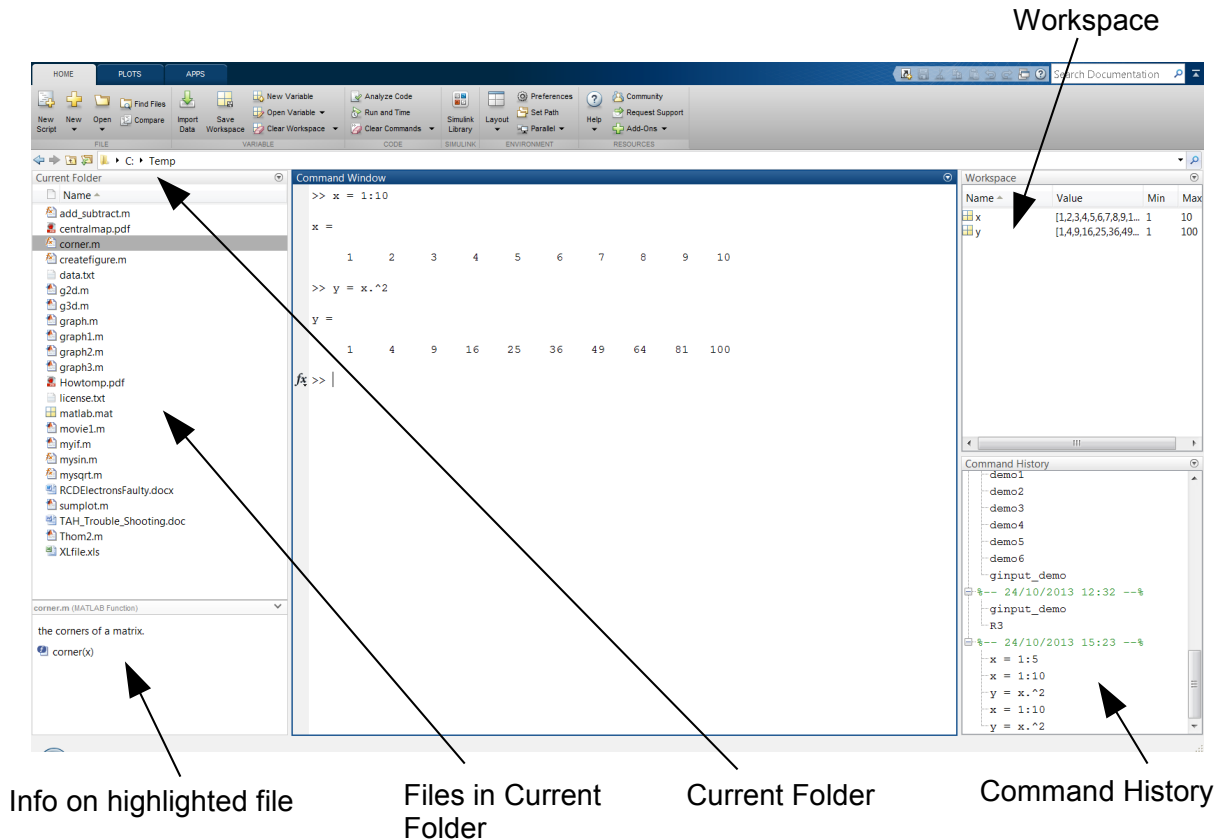 Workspace
HOME PLOTS APPS Search Documentation
New Script New Open Find Files Compare Import Data Save Workspace New Variable Open Variable Clear Workspace Analyze Code Run and Time Clear Commands Simulink Library Layout Preferences Set Path Parallel Help Community Request Support Add-Ons
FILE VARIABLE CODE SIMULINK ENVIRONMENT RESOURCES
C: Temp
Current Folder
Name
add_subtract.m
centralmap.pdf
corner.m
createfigure.m
data.txt
g2d.m
g3d.m
graph.m
graph1.m
graph2.m
graph3.m
Howtomp.pdf
license.txt
matlab.mat
movie1.m
myif.m
mysin.m
mysqrt.m
RCDElectronsFaulty.docx
sumplot.m
TAH_Trouble_Shooting.doc
Thom2.m
XLfile.xls
corner.m (MATLAB Function)
the corners of a matrix.
corner(x)
Command Window
>> x = 1:10
x =
1 2 3 4 5 6 7 8 9 10
>> y = x.^2
y =
1 4 9 16 25 36 49 64 81 100
fx >>
Workspace
Name Value Min Max
x [1,2,3,4,5,6,7,8,9,1... 1 10
y [1,4,9,16,25,36,49... 1 100
Command History
demo1
demo2
demo3
demo4
demo5
demo6
ginput_demo
%-- 24/10/2013 12:32 --%
ginput_demo
R3
%-- 24/10/2013 15:23 --%
x = 1:5
x = 1:10
y = x.^2
x = 1:10
y = x.^2
Info on highlighted file
Files in Current
Folder
Current Folder
Command History